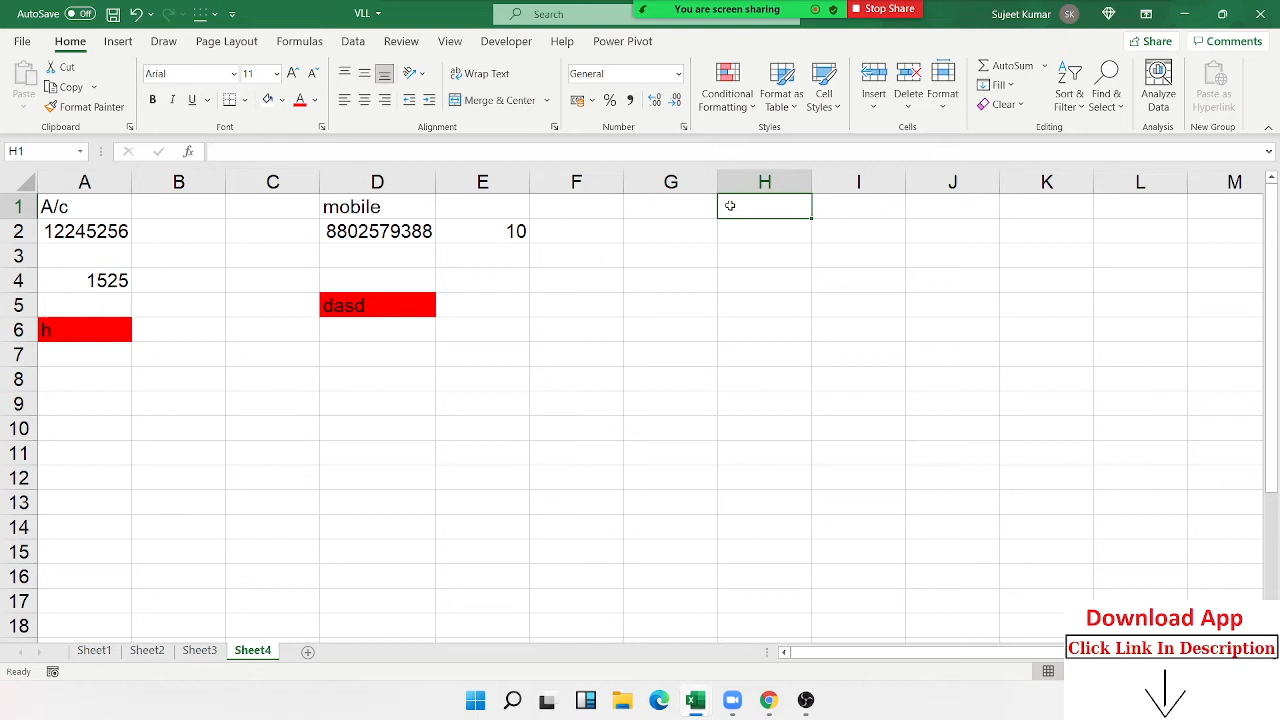 AutoSave Off
VLL
Search
You are screen sharing
Stop Share
Sujeet Kumar
SK
File Home Insert Draw Page Layout Formulas Data Review View Developer Help Power Pivot
Share
Comments
Paste
Cut
Copy
Format Painter
Clipboard
Arial 11
B I U
Font
Wrap Text
Merge & Center
Alignment
General
Number
Conditional Formatting
Format as Table
Cell Styles
Styles
Insert Delete Format
Cells
AutoSum
Fill
Clear
Sort & Filter
Find & Select
Editing
Analyze Data
Analysis
Paste as Hyperlink
New Group
H1
fx
A B C D E F G H I J K L M
1 A/c mobile
2 12245256 8802579388 10
3
4 1525
5 dasd
6 h
7
8
9
10
11
12
13
14
15
16
17
18
Sheet1 Sheet2 Sheet3 Sheet4
Ready
Download App
Click Link In Description